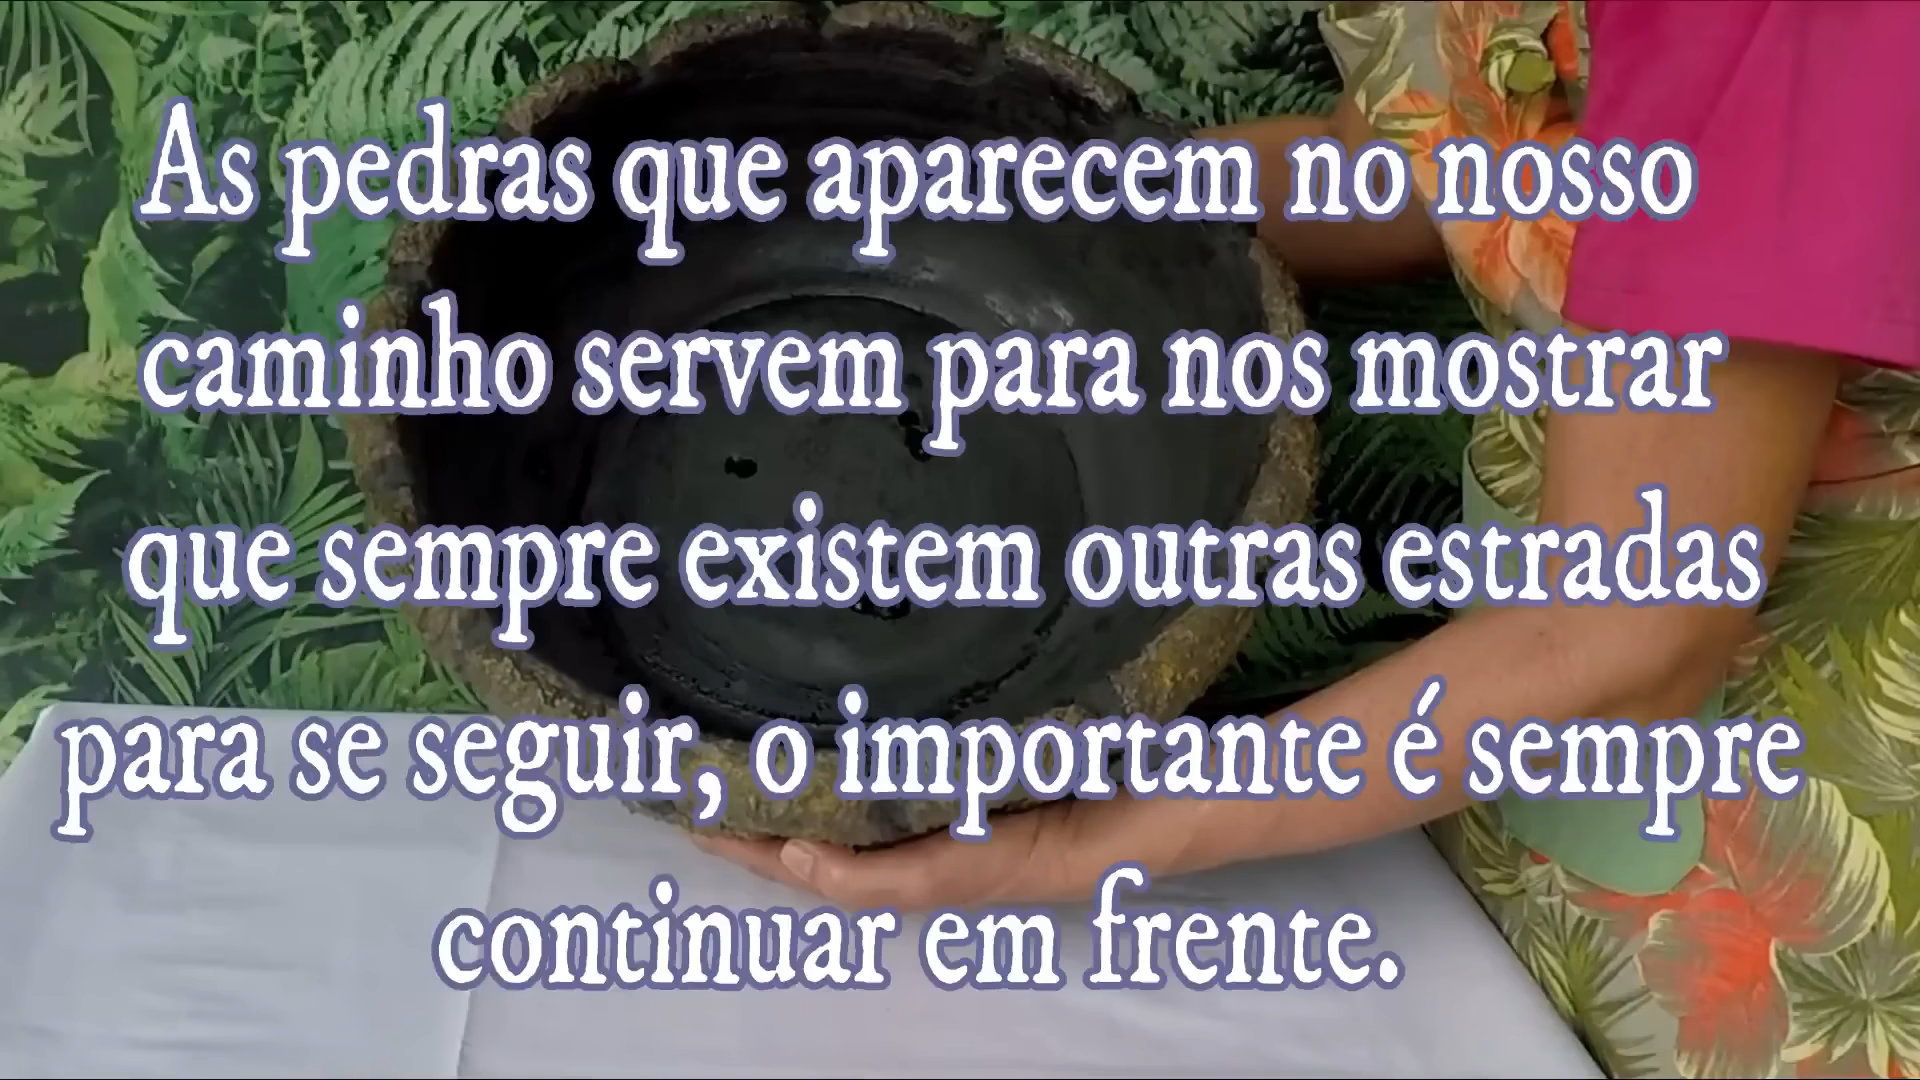 As pedras que aparecem no nosso
caminho servem para nos mostrar
que sempre existem outras estradas
para se seguir, o importante é sempre
continuar em frente.